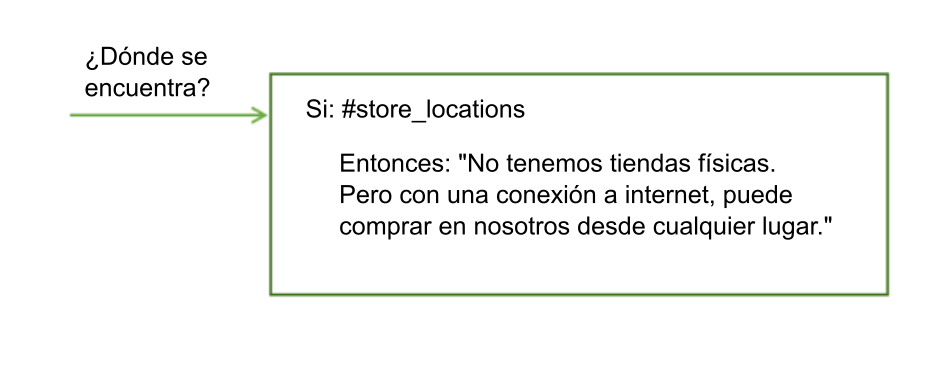 ¿Dónde se
encuentra?
Si: #store_locations
Entonces: "No tenemos tiendas físicas.
Pero con una conexión a internet, puede
comprar en nosotros desde cualquier lugar."